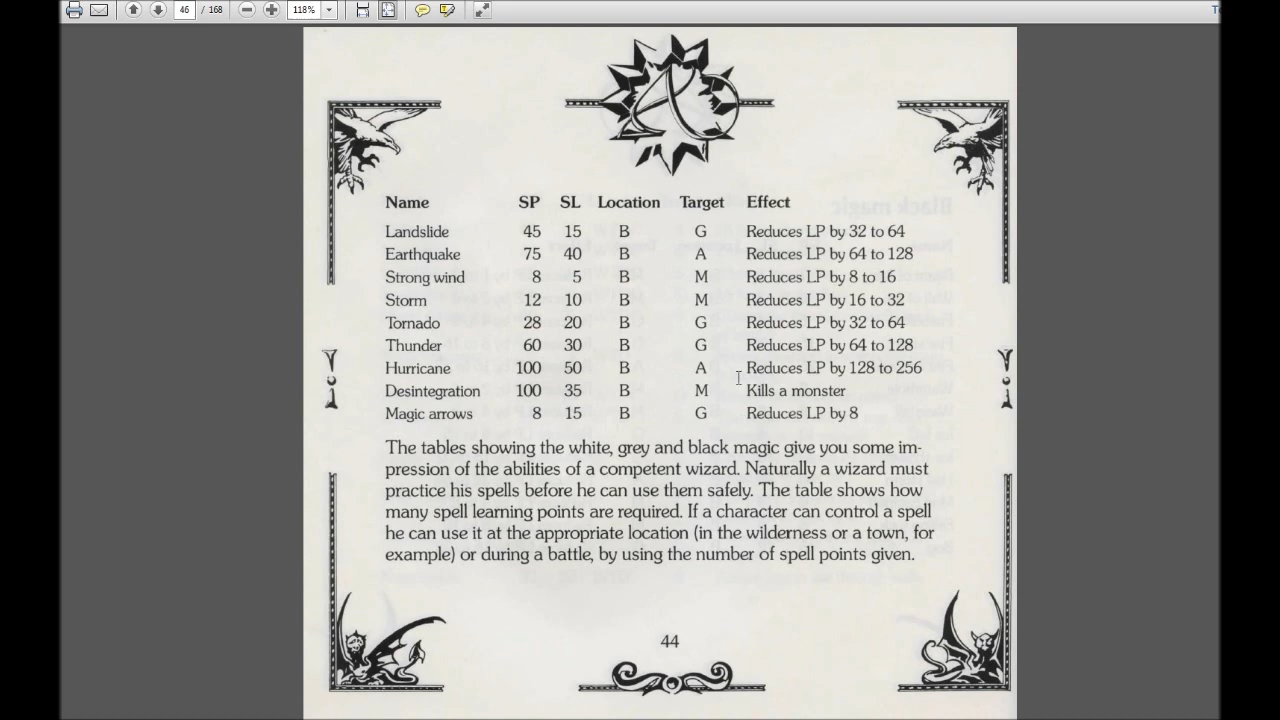 46 / 168 118%
Name SP SL Location Target Effect
Landslide 45 15 B G Reduces LP by 32 to 64
Earthquake 75 40 B A Reduces LP by 64 to 128
Strong wind 8 5 B M Reduces LP by 8 to 16
Storm 12 10 B M Reduces LP by 16 to 32
Tornado 28 20 B G Reduces LP by 32 to 64
Thunder 60 30 B G Reduces LP by 64 to 128
Hurricane 100 50 B A Reduces LP by 128 to 256
Desintegration 100 35 B M Kills a monster
Magic arrows 8 15 B G Reduces LP by 8
The tables showing the white, grey and black magic give you some im-
pression of the abilities of a competent wizard. Naturally a wizard must
practice his spells before he can use them safely. The table shows how
many spell learning points are required. If a character can control a spell
he can use it at the appropriate location (in the wilderness or a town, for
example) or during a battle, by using the number of spell points given.
44